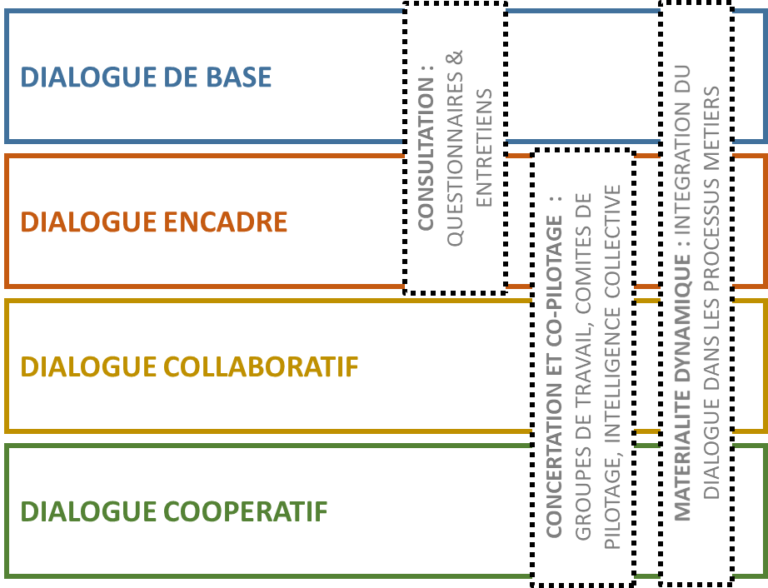 DIALOGUE DE BASE
DIALOGUE ENCADRE
DIALOGUE COLLABORATIF
DIALOGUE COOPERATIF
CONSULTATION :
QUESTIONNAIRES &
ENTRETIENS
CONCERTATION ET CO-PILOTAGE :
GROUPES DE TRAVAIL, COMITES DE
PILOTAGE, INTELLIGENCE COLLECTIVE
MATERIALITE DYNAMIQUE : INTEGRATION DU
DIALOGUE DANS LES PROCESSUS METIERS